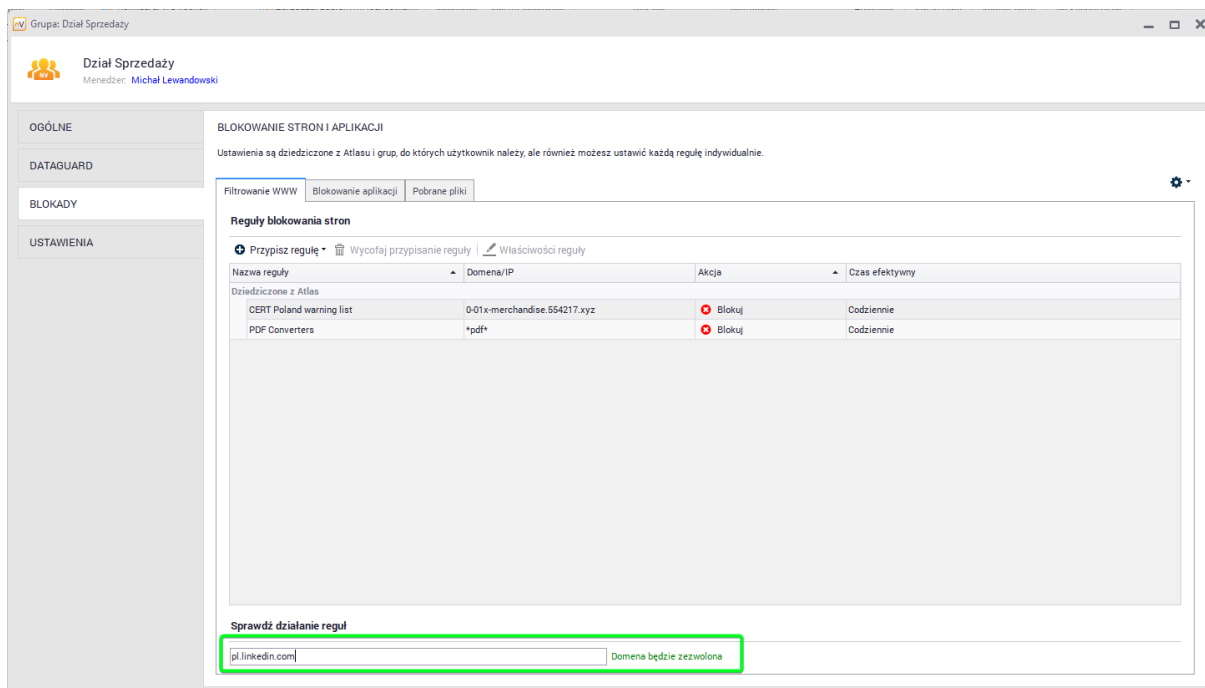 Grupa: Dział Sprzedaży
Dział Sprzedaży
Menedżer: Michał Lewandowski
OGÓLNE
DATAGUARD
BLOKADY
USTAWIENIA
BLOKOWANIE STRON I APLIKACJI
Ustawienia są dziedziczone z Atlasu i grup, do których użytkownik należy, ale również możesz ustawić każdą regułę indywidualnie.
Filtrowanie WWW Blokowanie aplikacji Pobrane pliki
Reguły blokowania stron
Przypisz regułę Wycofaj przypisanie reguły Właściwości reguły
Nazwa reguły Domena/IP Akcja Czas efektywny
Dziedziczone z Atlas
CERT Poland warning list 0-01x-merchandise.554217.xyz Blokuj Codziennie
PDF Converters *pdf* Blokuj Codziennie
Sprawdź działanie reguł
pl.linkedin.com Domena będzie zezwolona